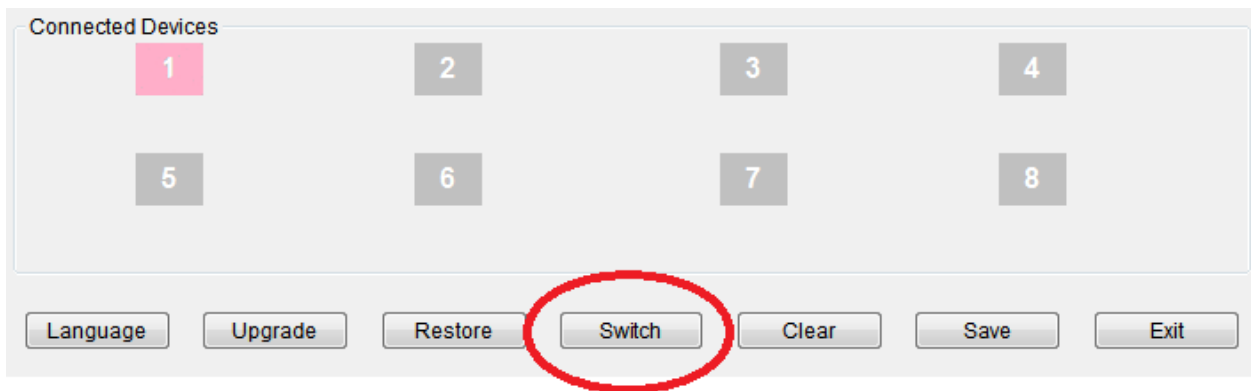 Connected Devices
1 2 3 4
5 6 7 8
Language Upgrade Restore Switch Clear Save Exit